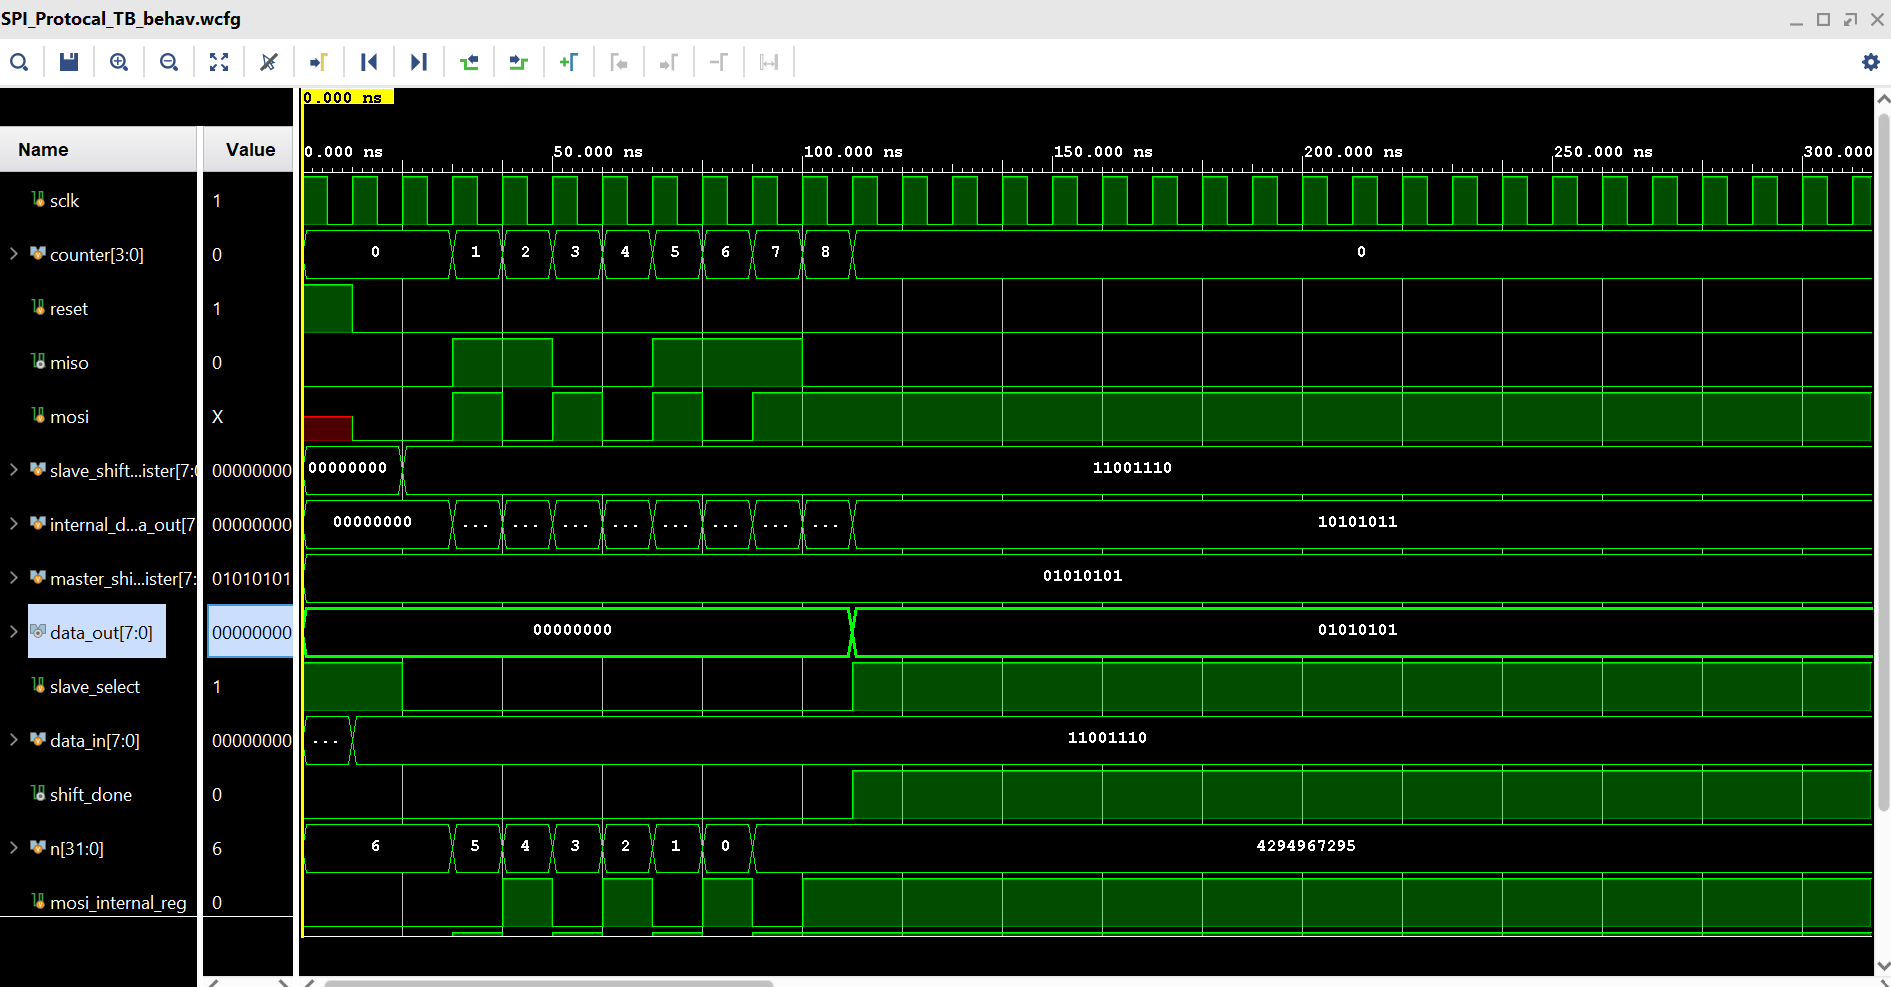 SPI_Protocal_TB_behav.wcfg
0.000 ns
Name Value
0.000 ns 50.000 ns 100.000 ns 150.000 ns 200.000 ns 250.000 ns 300.000
sclk 1
counter[3:0] 0 0 1 2 3 4 5 6 7 8 0
reset 1
miso 0
mosi X
slave_shift...ister[7:0 00000000 00000000 11001110
internal_d...a_out[7 00000000 00000000 ... ... ... ... ... ... ... ... 10101011
master_shi...ister[7: 01010101 01010101
data_out[7:0] 00000000 00000000 01010101
slave_select 1
data_in[7:0] 00000000 ... 11001110
shift_done 0
n[31:0] 6 6 5 4 3 2 1 0 4294967295
mosi_internal_reg 0